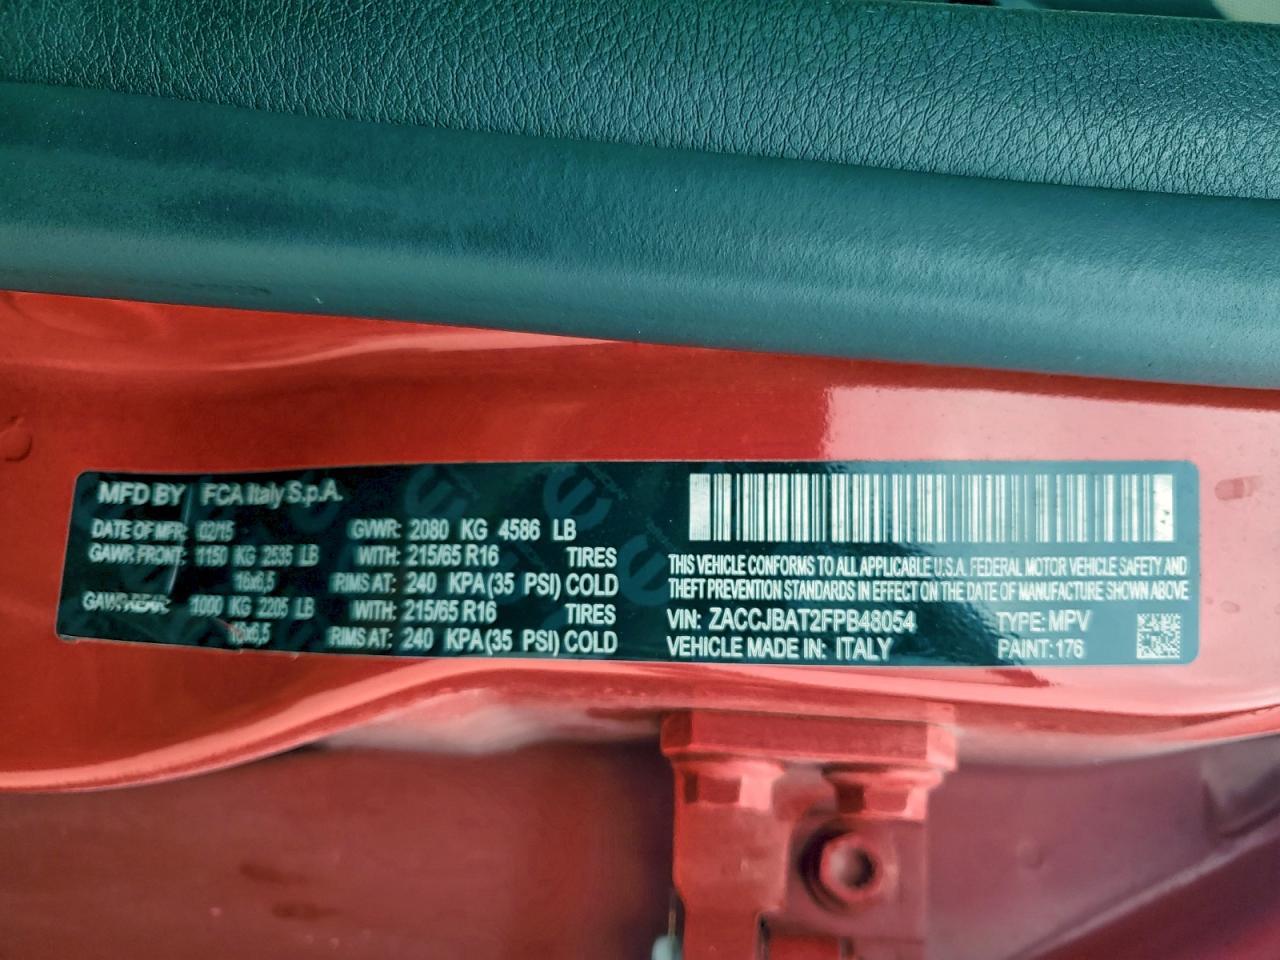 MFD BY FCA Italy S.p.A.
DATE OF MFR: 02/15 GVWR: 2080 KG 4586 LB
GAWR FRONT: 1150 KG 2535 LB WITH: 215/65 R16 TIRES
16x6,5 RIMS AT: 240 KPA(35 PSI) COLD
GAWR REAR: 1000 KG 2205 LB WITH: 215/65 R16 TIRES
16x6,5 RIMS AT: 240 KPA(35 PSI) COLD
THIS VEHICLE CONFORMS TO ALL APPLICABLE U.S.A. FEDERAL MOTOR VEHICLE SAFETY AND
THEFT PREVENTION STANDARDS IN EFFECT ON THE DATE OF MANUFACTURE SHOWN ABOVE
VIN: ZACCJBAT2FPB48054 TYPE: MPV
VEHICLE MADE IN: ITALY PAINT: 176